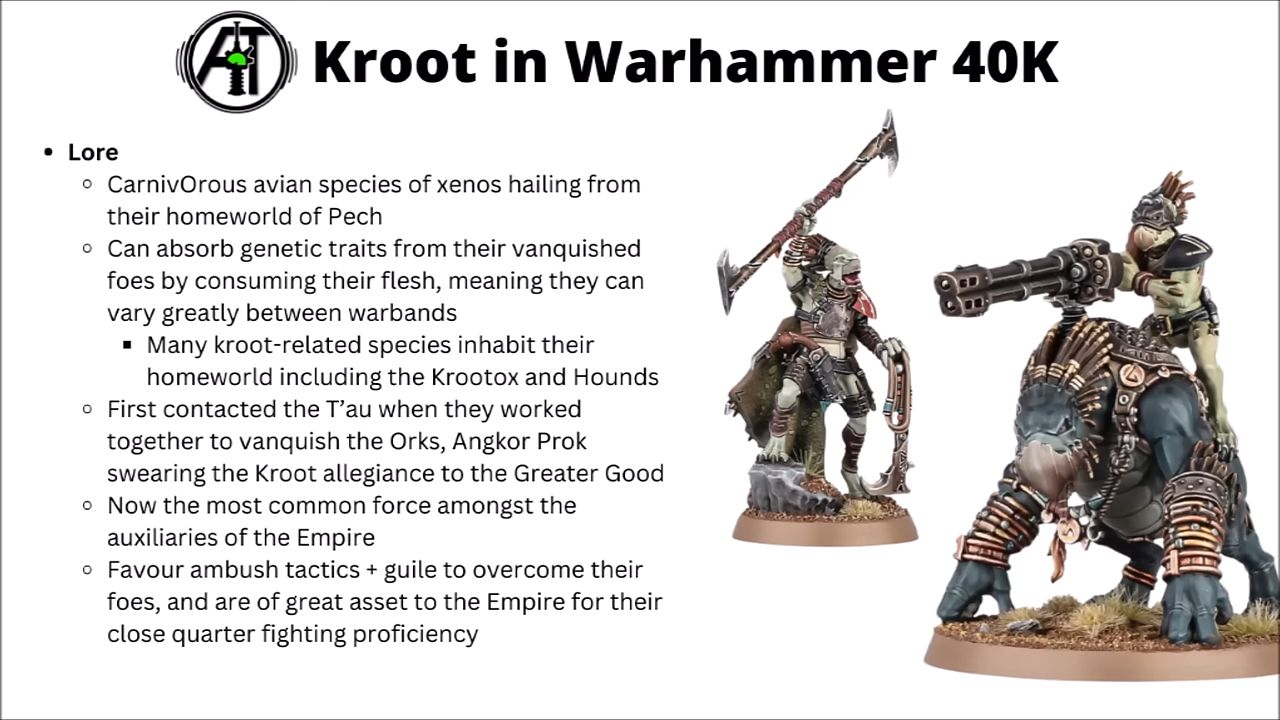 AT
Kroot in Warhammer 40K
• Lore
○ CarnivOrous avian species of xenos hailing from
their homeworld of Pech
○ Can absorb genetic traits from their vanquished
foes by consuming their flesh, meaning they can
vary greatly between warbands
▪ Many kroot-related species inhabit their
homeworld including the Krootox and Hounds
○ First contacted the T’au when they worked
together to vanquish the Orks, Angkor Prok
swearing the Kroot allegiance to the Greater Good
○ Now the most common force amongst the
auxiliaries of the Empire
○ Favour ambush tactics + guile to overcome their
foes, and are of great asset to the Empire for their
close quarter fighting proficiency